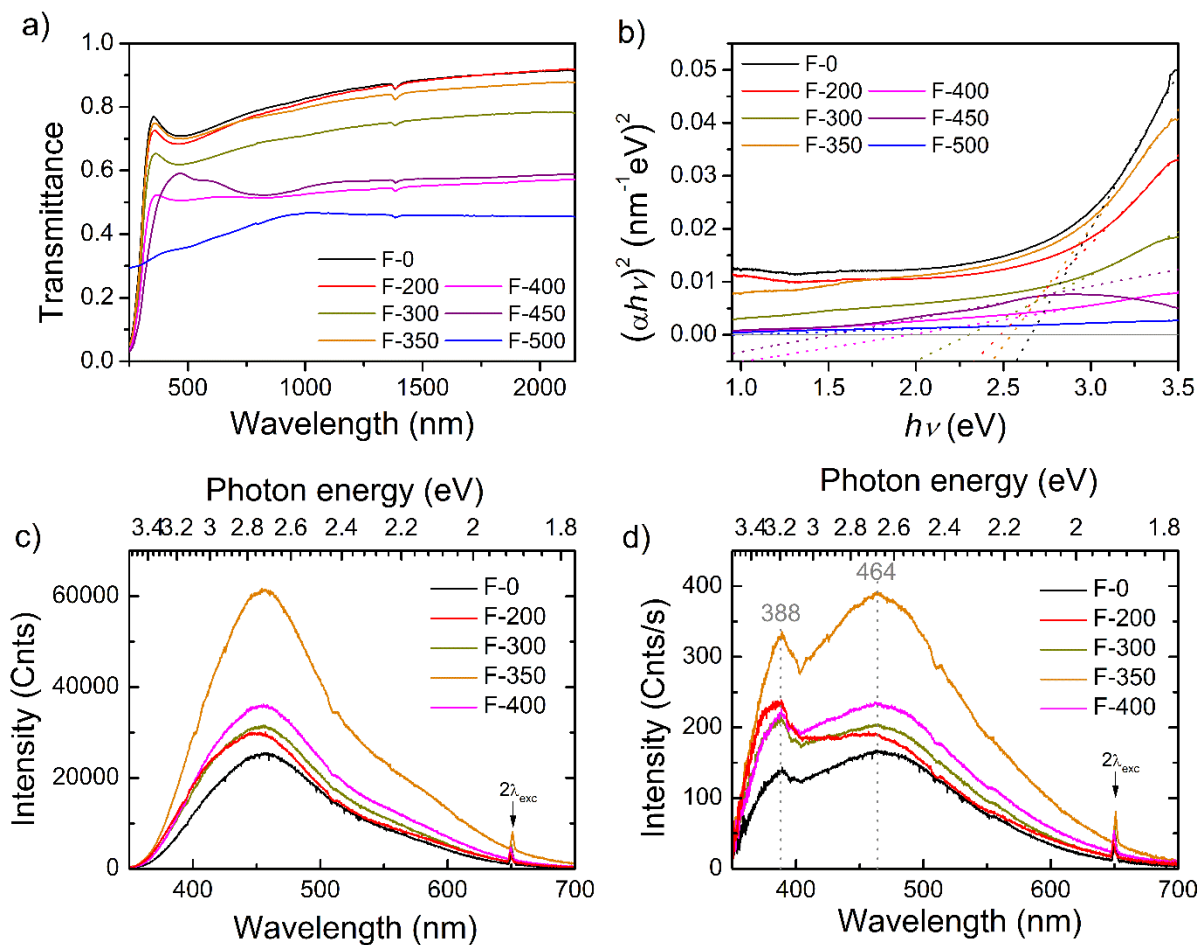 a)
1.0
0.8
0.6
0.4
0.2
0.0
Transmittance
F-0
F-200 F-400
F-300 F-450
F-350 F-500
500 1000 1500 2000
Wavelength (nm)
b)
0.05
0.04
0.03
0.02
0.01
0.00
(αhν)² (nm⁻¹eV)²
F-0
F-200 F-400
F-300 F-450
F-350 F-500
1.0 1.5 2.0 2.5 3.0 3.5
hν (eV)
c)
Photon energy (eV)
3.4 3.2 3 2.8 2.6 2.4 2.2 2 1.8
60000
40000
20000
0
Intensity (Cnts)
F-0
F-200
F-300
F-350
F-400
2λexc
400 500 600 700
Wavelength (nm)
d)
Photon energy (eV)
3.4 3.2 3 2.8 2.6 2.4 2.2 2 1.8
400
300
200
100
0
Intensity (Cnts/s)
388
464
F-0
F-200
F-300
F-350
F-400
2λexc
400 500 600 700
Wavelength (nm)